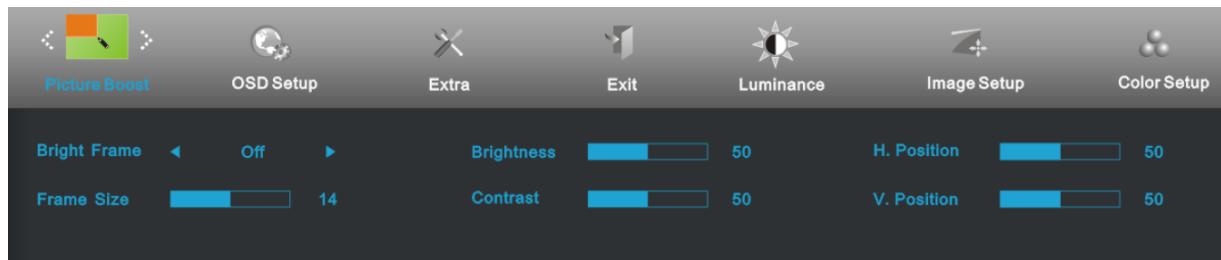 Picture Boost OSD Setup Extra Exit Luminance Image Setup Color Setup
Bright Frame Off Brightness 50 H. Position 50
Frame Size 14 Contrast 50 V. Position 50